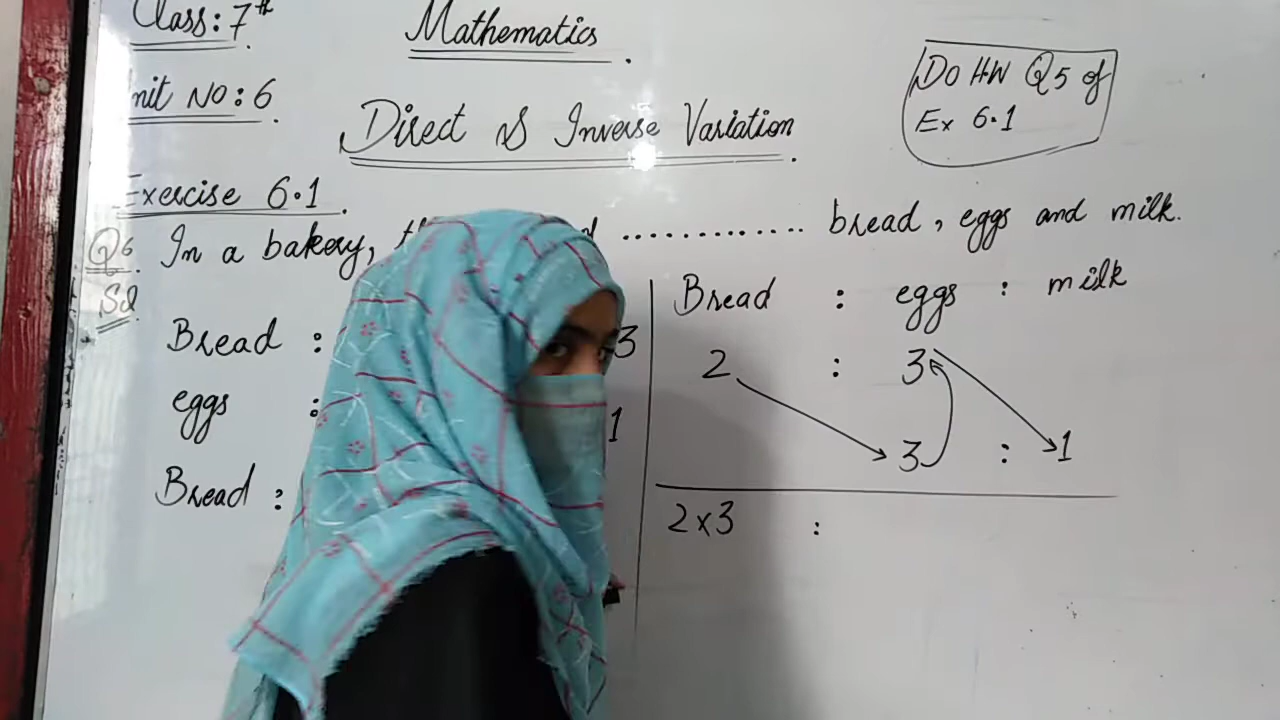 Class: 7th
Mathematics.
Unit NO: 6.
Do HW Q5 of
Ex 6.1
Direct & Inverse Variation.
Exercise 6.1.
Q6. In a bakery, ............. bread, eggs and milk.
Sol
Bread : 3
eggs : 1
Bread :
Bread : eggs : milk
2 : 3
3 : 1
2x3 :